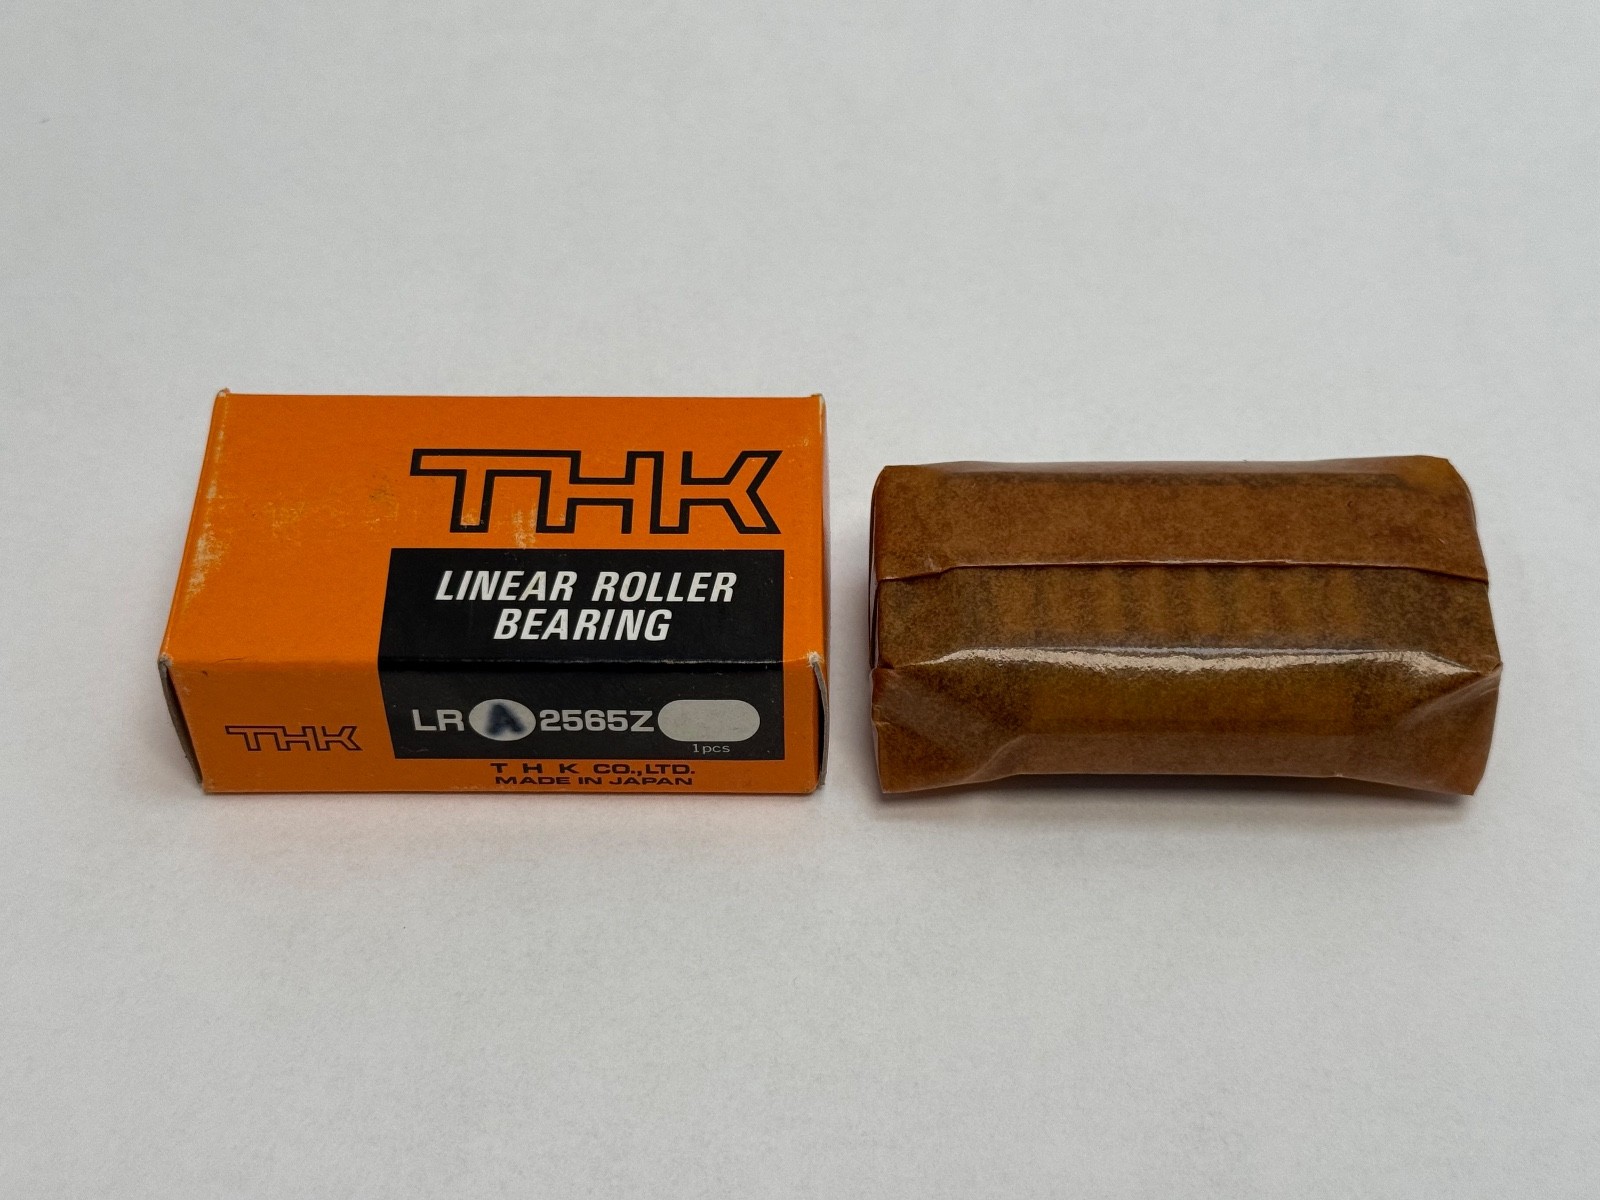 THK
LINEAR ROLLER
BEARING
LR A 2565Z
1pcs
THK
T H K CO.,LTD.
MADE IN JAPAN